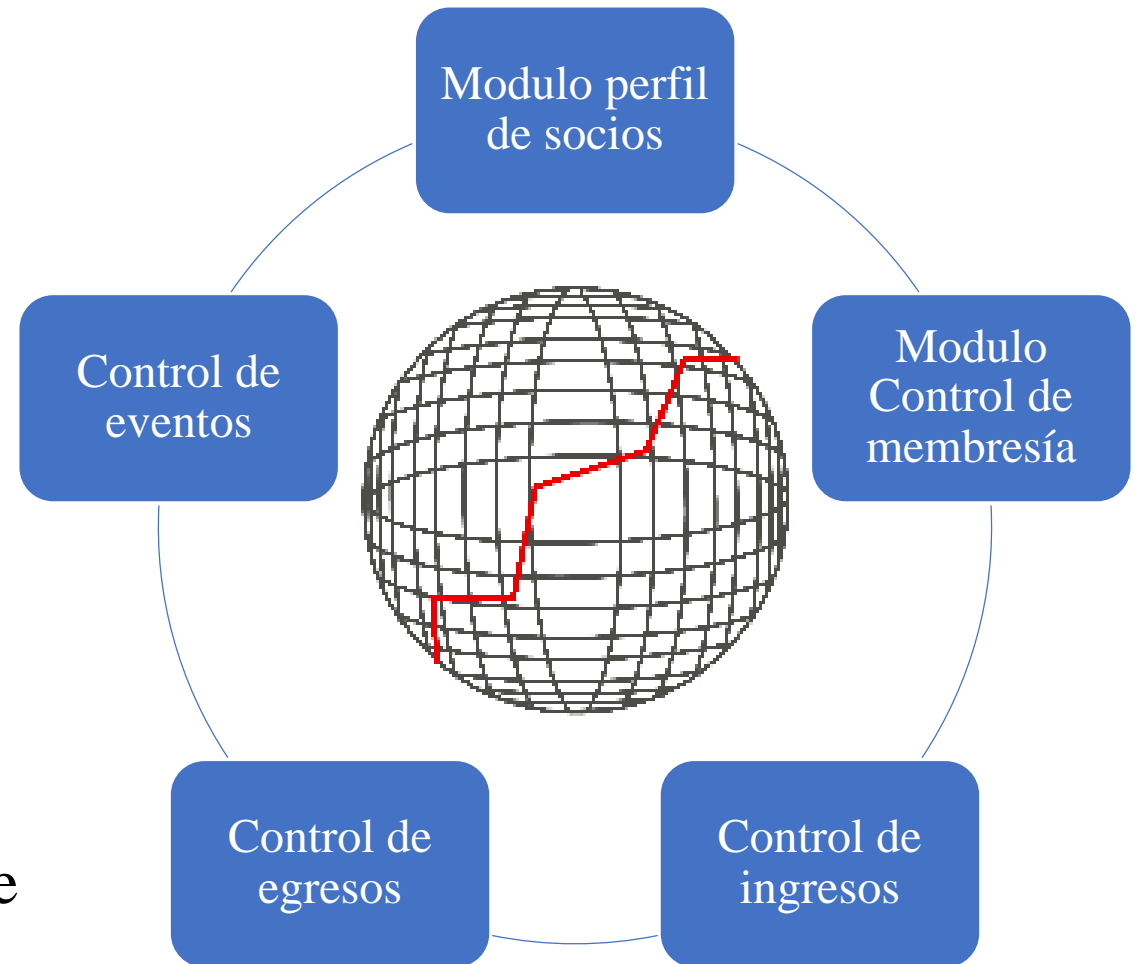 Modulo perfil
de socios
Control de
eventos
Modulo
Control de
membresía
Control de
egresos
Control de
ingresos
e